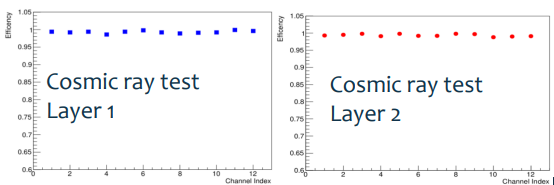 Efficency
1.05
1
0.95
0.9
0.85
0.8
0.75
0.7
0.65
0.6
Cosmic ray test
Layer 1
0 2 4 6 8 10 12
Channel Index
Efficency
1.05
1
0.95
0.9
0.85
0.8
0.75
0.7
0.65
0.6
Cosmic ray test
Layer 2
0 2 4 6 8 10 12
Channel Index